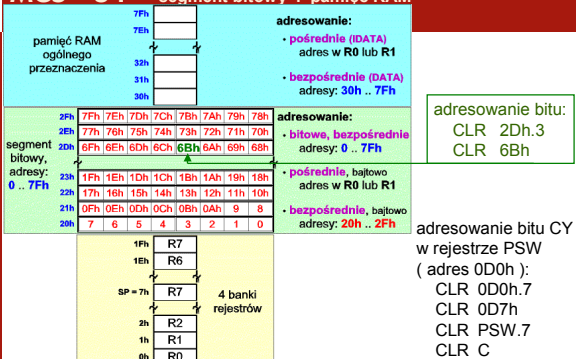 segment bitowy + pamięć RAM
7Fh
7Eh
pamięć RAM
ogólnego
przeznaczenia
32h
31h
30h
adresowanie:
• pośrednie (IDATA)
adres w R0 lub R1
• bezpośrednie (DATA)
adresy: 30h .. 7Fh
segment
bitowy,
adresy:
0 .. 7Fh
2Fh 7Fh 7Eh 7Dh 7Ch 7Bh 7Ah 79h 78h
2Eh 77h 76h 75h 74h 73h 72h 71h 70h
2Dh 6Fh 6Eh 6Dh 6Ch 6Bh 6Ah 69h 68h
23h 1Fh 1Eh 1Dh 1Ch 1Bh 1Ah 19h 18h
22h 17h 16h 15h 14h 13h 12h 11h 10h
21h 0Fh 0Eh 0Dh 0Ch 0Bh 0Ah 9 8
20h 7 6 5 4 3 2 1 0
adresowanie:
• bitowe, bezpośrednie
adresy: 0 .. 7Fh
• pośrednie, bajtowo
adres w R0 lub R1
• bezpośrednie, bajtowo
adresy: 20h .. 2Fh
adresowanie bitu:
CLR 2Dh.3
CLR 6Bh
1Fh R7
1Eh R6
SP = 7h R7
2h R2
1h R1
0h R0
4 banki
rejestrów
adresowanie bitu CY
w rejestrze PSW
( adres 0D0h ):
CLR 0D0h.7
CLR 0D7h
CLR PSW.7
CLR C